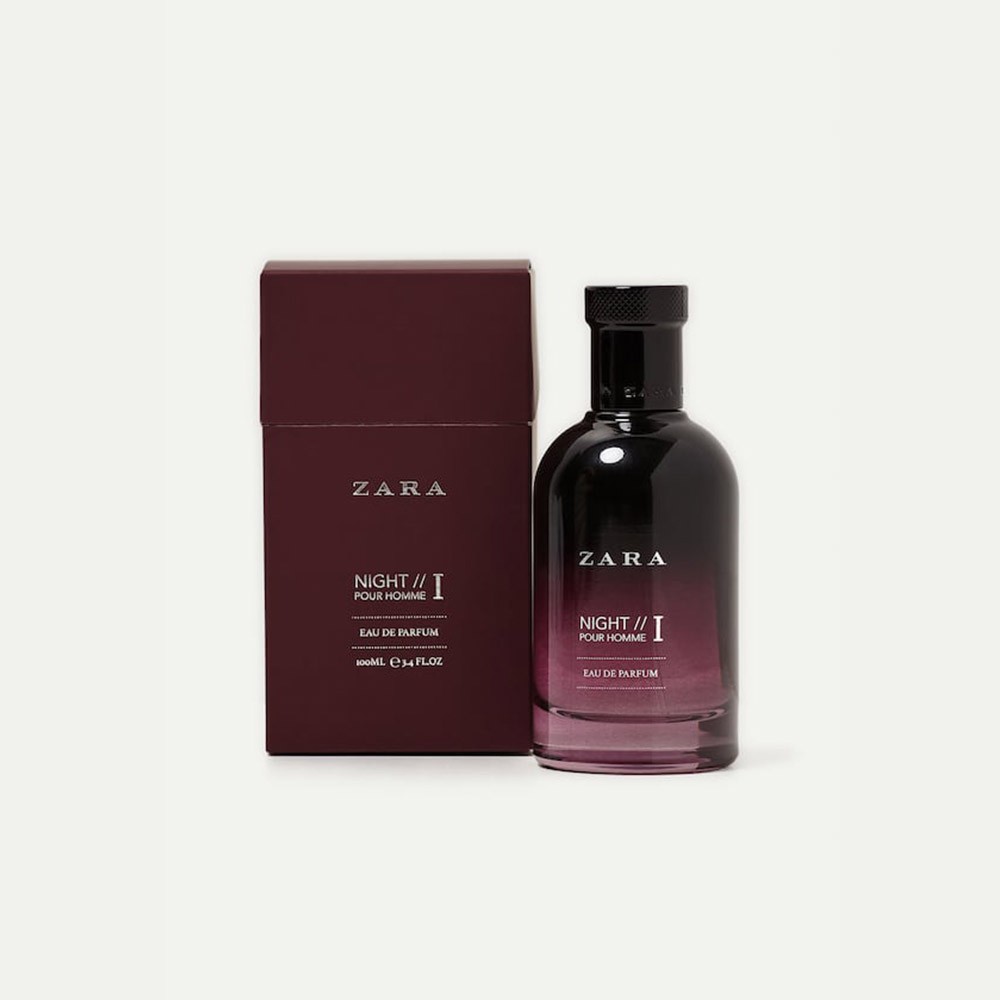 ZARA
NIGHT // I
POUR HOMME
EAU DE PARFUM
100ML ℮ 3.4 FL.OZ
ZARA
NIGHT // I
POUR HOMME
EAU DE PARFUM